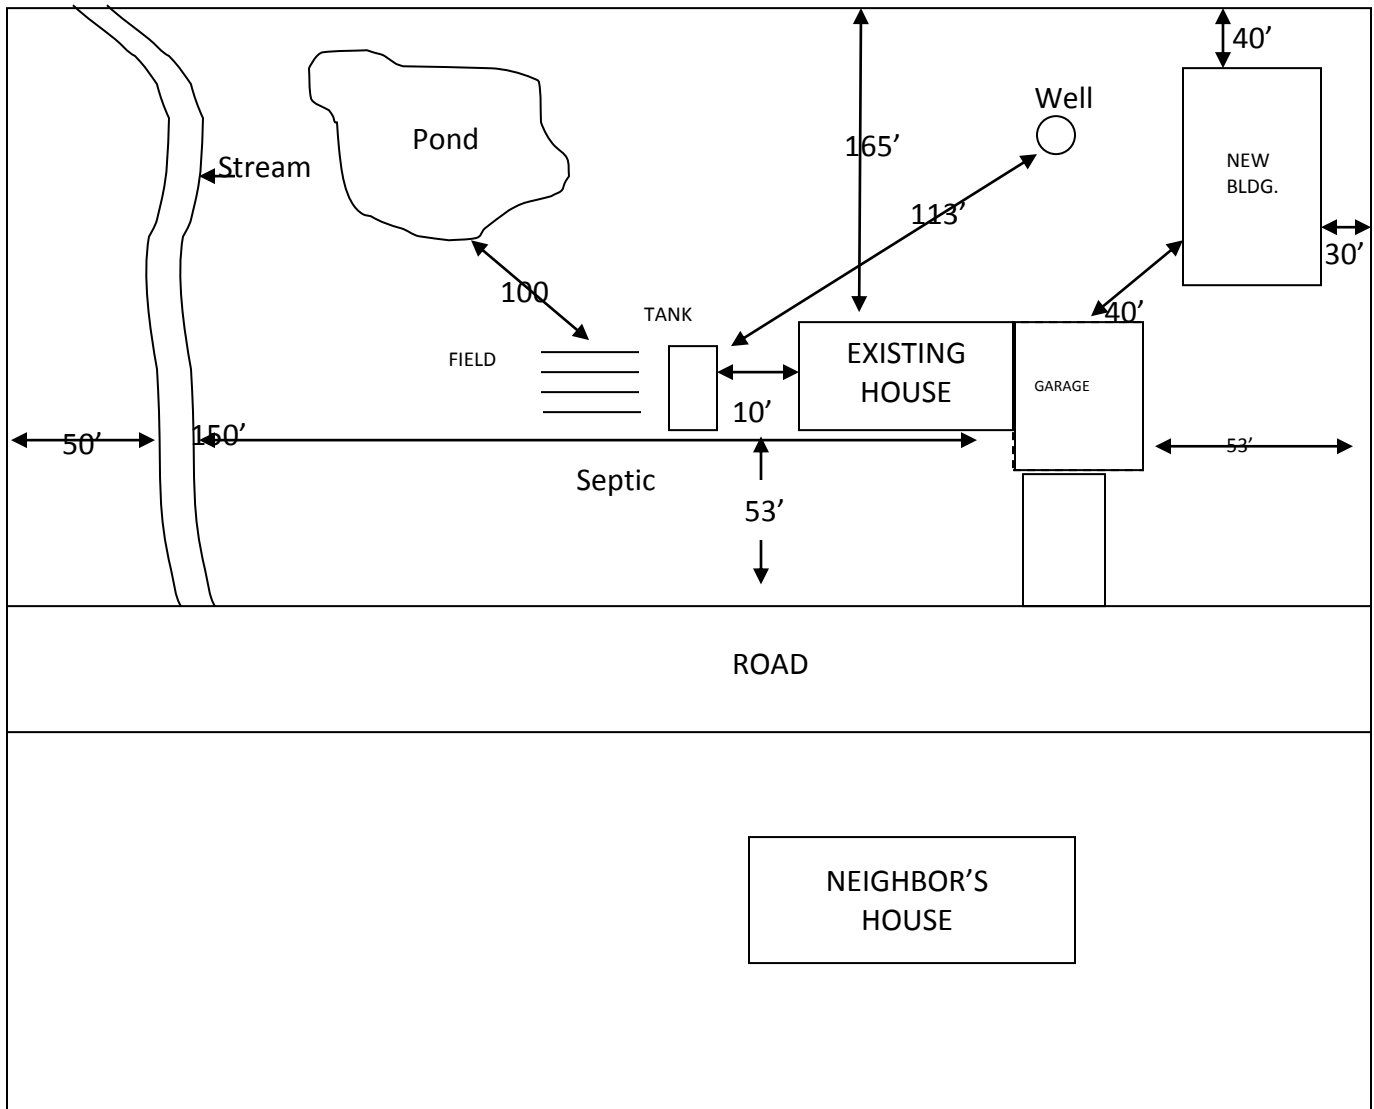 40’
Well
Pond
165’
Stream
NEW
BLDG.
113’
30’
100
TANK
40’
EXISTING
HOUSE
FIELD
GARAGE
10’
50’
150’
53’
Septic
53’
ROAD
NEIGHBOR’S
HOUSE